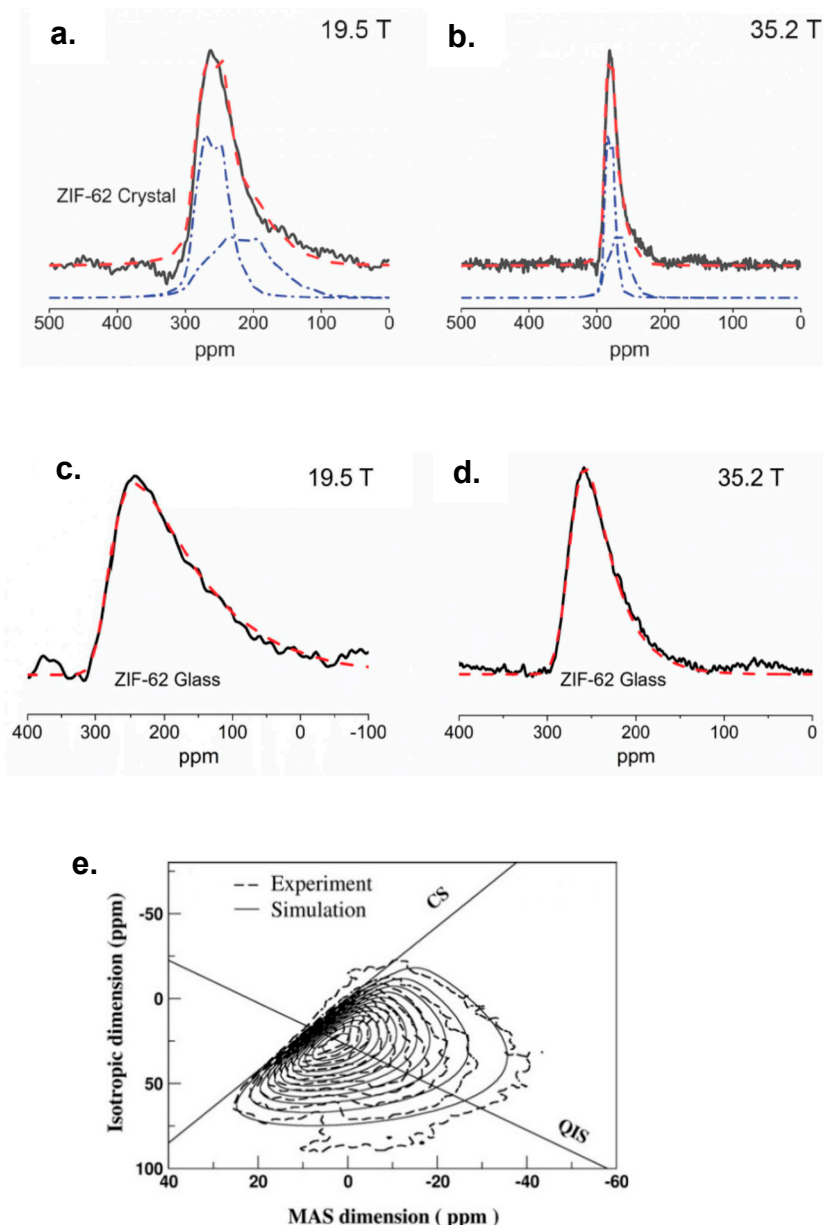 a.
19.5 T
b.
35.2 T
ZIF-62 Crystal
500 400 300 200 100 0
500 400 300 200 100 0
ppm
ppm
c.
19.5 T
d.
35.2 T
ZIF-62 Glass
ZIF-62 Glass
400 300 200 100 0 -100
400 300 200 100 0
ppm
ppm
e.
Experiment
Simulation
CS
QIS
Isotropic dimension (ppm)
-50
0
50
100
40 20 0 -20 -40 -60
MAS dimension ( ppm )